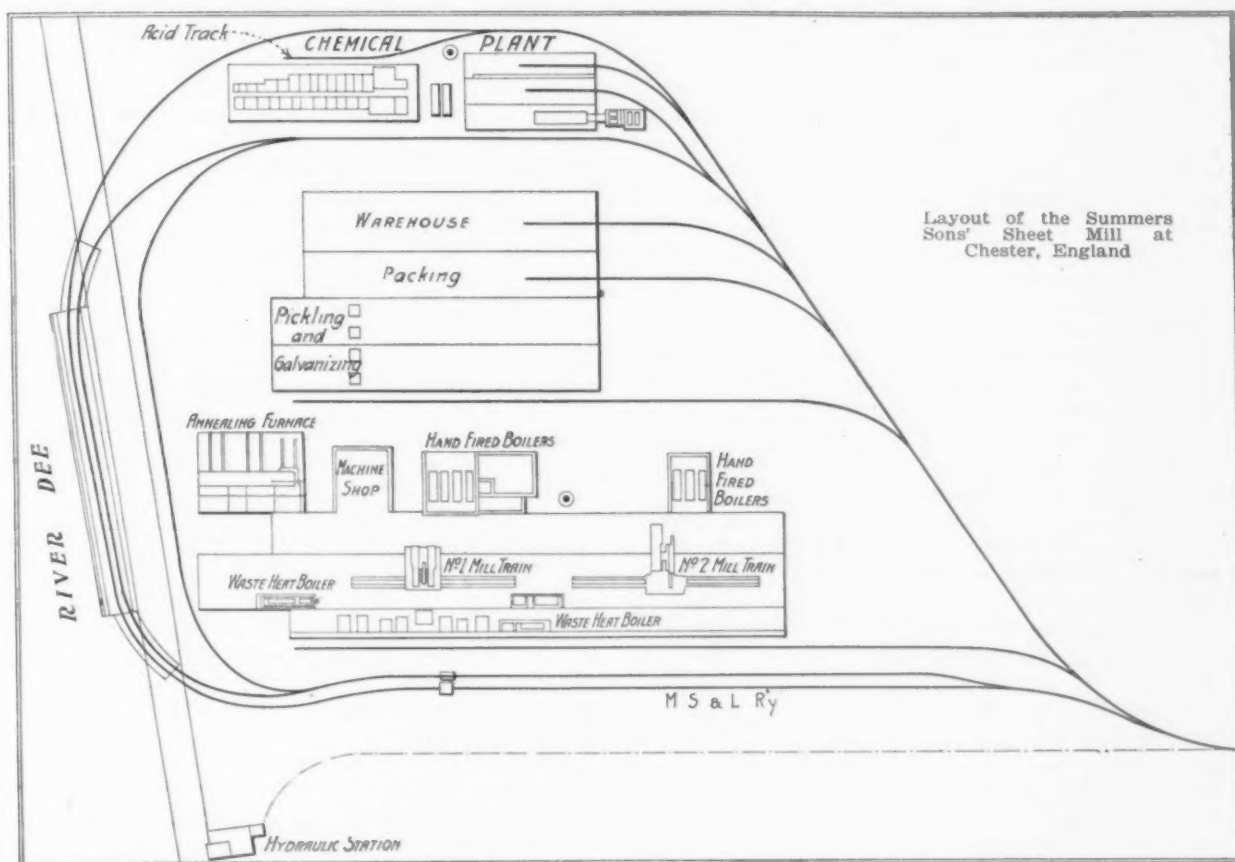 Acid Track
CHEMICAL PLANT
Layout of the Summers
Sons' Sheet Mill at
Chester, England
WAREHOUSE
Packing
Pickling
and
Galvanizing
ANNEALING FURNACE
MACHINE
SHOP
HAND FIRED BOILERS
HAND
FIRED
BOILERS
RIVER DEE
WASTE HEAT BOILER
Nº1 MILL TRAIN
Nº2 MILL TRAIN
WASTE HEAT BOILER
M S & L R'y
HYDRAULIC STATION